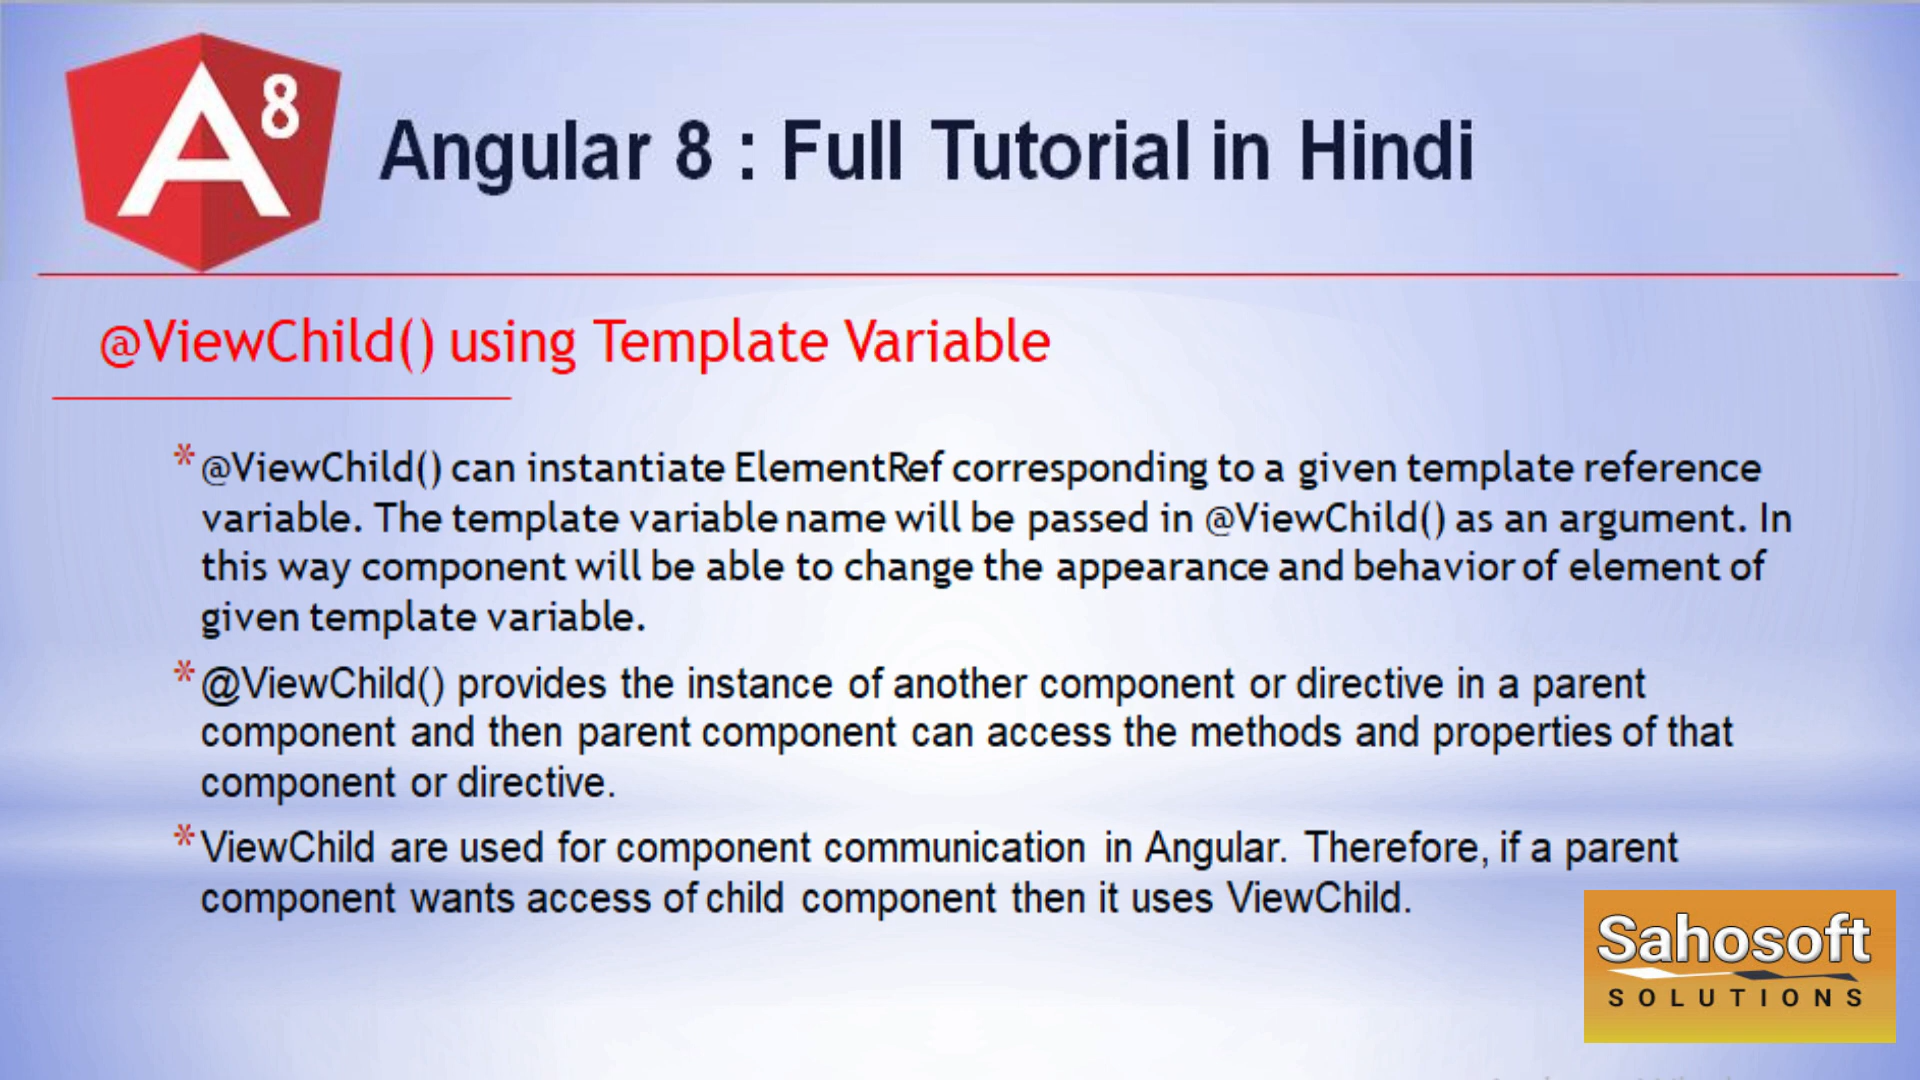 A8
Angular 8 : Full Tutorial in Hindi
@ViewChild() using Template Variable
* @ViewChild() can instantiate ElementRef corresponding to a given template reference
variable. The template variable name will be passed in @ViewChild() as an argument. In
this way component will be able to change the appearance and behavior of element of
given template variable.
* @ViewChild() provides the instance of another component or directive in a parent
component and then parent component can access the methods and properties of that
component or directive.
* ViewChild are used for component communication in Angular. Therefore, if a parent
component wants access of child component then it uses ViewChild.
Sahosoft
SOLUTIONS